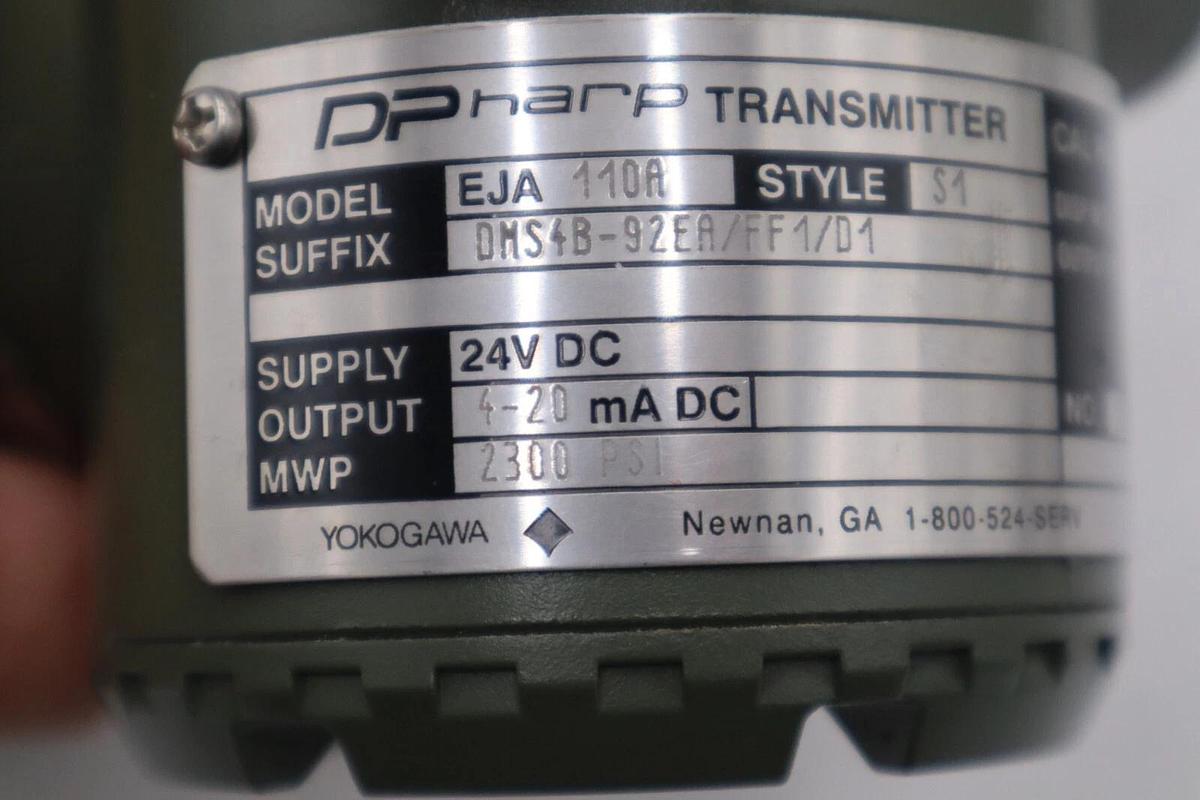 DPharp TRANSMITTER
MODEL EJA 110A STYLE S1
SUFFIX DMS4B-92EA/FF1/D1
SUPPLY 24V DC
OUTPUT 4-20 mA DC
MWP 2300 PSI
NO.
YOKOGAWA Newnan, GA 1-800-524-SERV